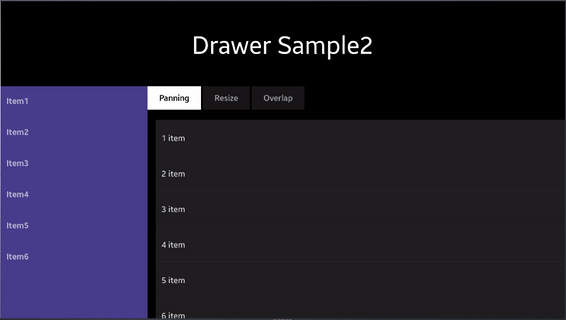 Drawer Sample2
Item1
Item2
Item3
Item4
Item5
Item6
Panning
Resize
Overlap
1 item
2 item
3 item
4 item
5 item
6 item